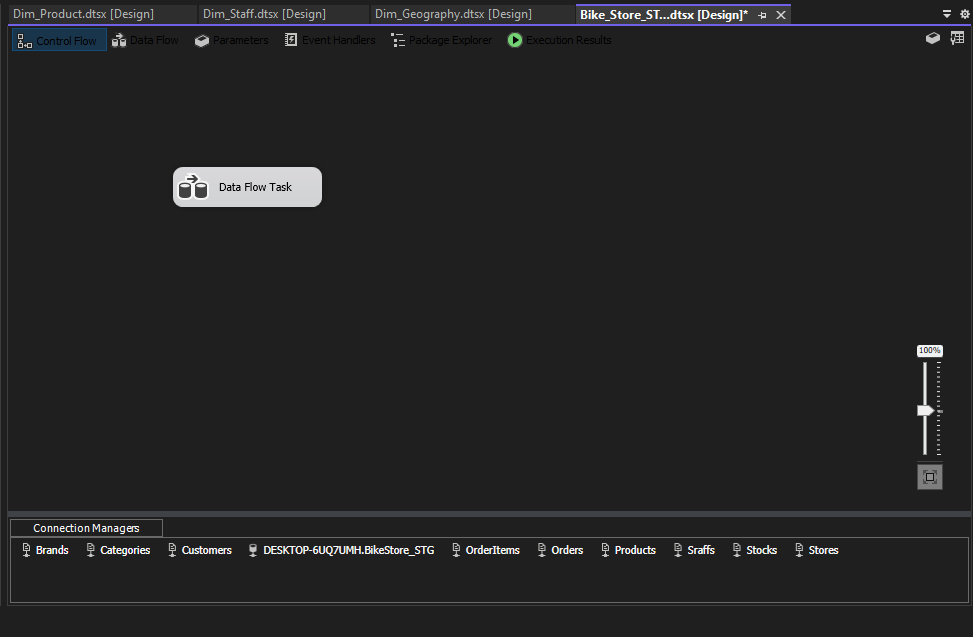 Dim_Product.dtsx [Design] Dim_Staff.dtsx [Design] Dim_Geography.dtsx [Design] Bike_Store_ST...dtsx [Design]*
Control Flow Data Flow Parameters Event Handlers Package Explorer Execution Results
Data Flow Task
100%
Connection Managers
Brands Categories Customers DESKTOP-6UQ7UMH.BikeStore_STG OrderItems Orders Products Sraffs Stocks Stores